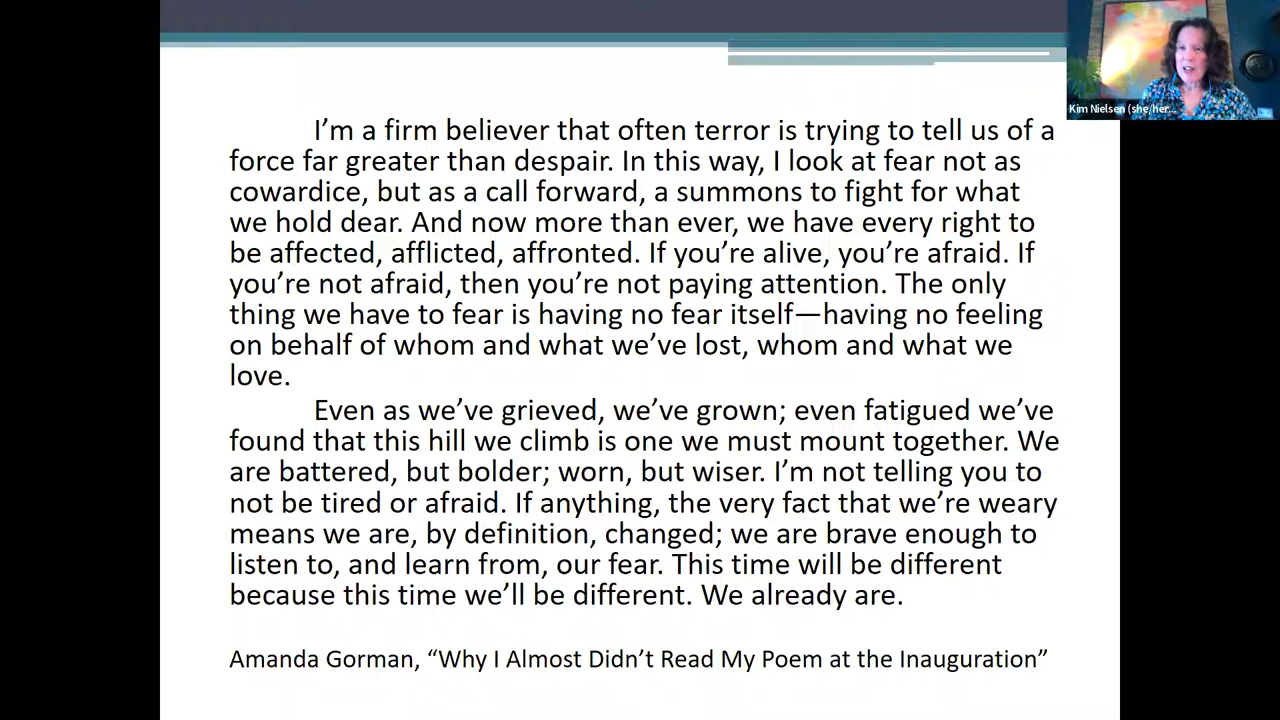 Kim Nielsen (she/her...
I’m a firm believer that often terror is trying to tell us of a
force far greater than despair. In this way, I look at fear not as
cowardice, but as a call forward, a summons to fight for what
we hold dear. And now more than ever, we have every right to
be affected, afflicted, affronted. If you’re alive, you’re afraid. If
you’re not afraid, then you’re not paying attention. The only
thing we have to fear is having no fear itself—having no feeling
on behalf of whom and what we’ve lost, whom and what we
love.
Even as we’ve grieved, we’ve grown; even fatigued we’ve
found that this hill we climb is one we must mount together. We
are battered, but bolder; worn, but wiser. I’m not telling you to
not be tired or afraid. If anything, the very fact that we’re weary
means we are, by definition, changed; we are brave enough to
listen to, and learn from, our fear. This time will be different
because this time we’ll be different. We already are.
Amanda Gorman, “Why I Almost Didn’t Read My Poem at the Inauguration”